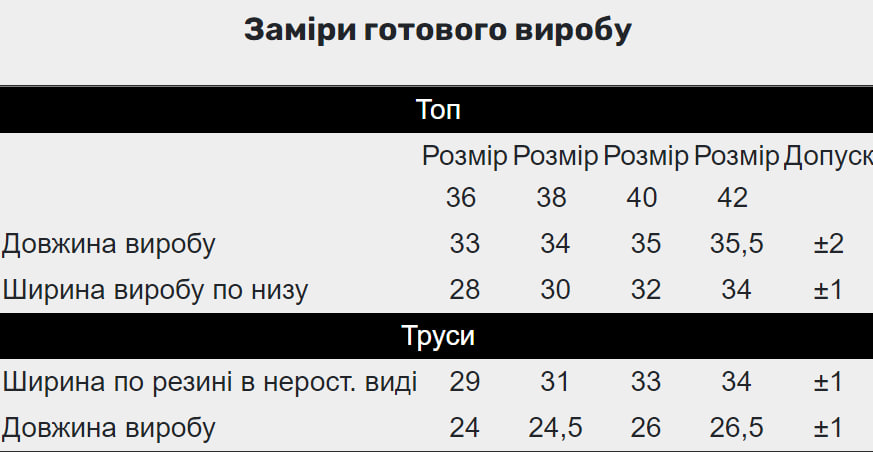 Заміри готового виробу
Топ
Розмір Розмір Розмір Розмір Допуск
36 38 40 42
Довжина виробу 33 34 35 35,5 ±2
Ширина виробу по низу 28 30 32 34 ±1
Труси
Ширина по резині в нерост. виді 29 31 33 34 ±1
Довжина виробу 24 24,5 26 26,5 ±1